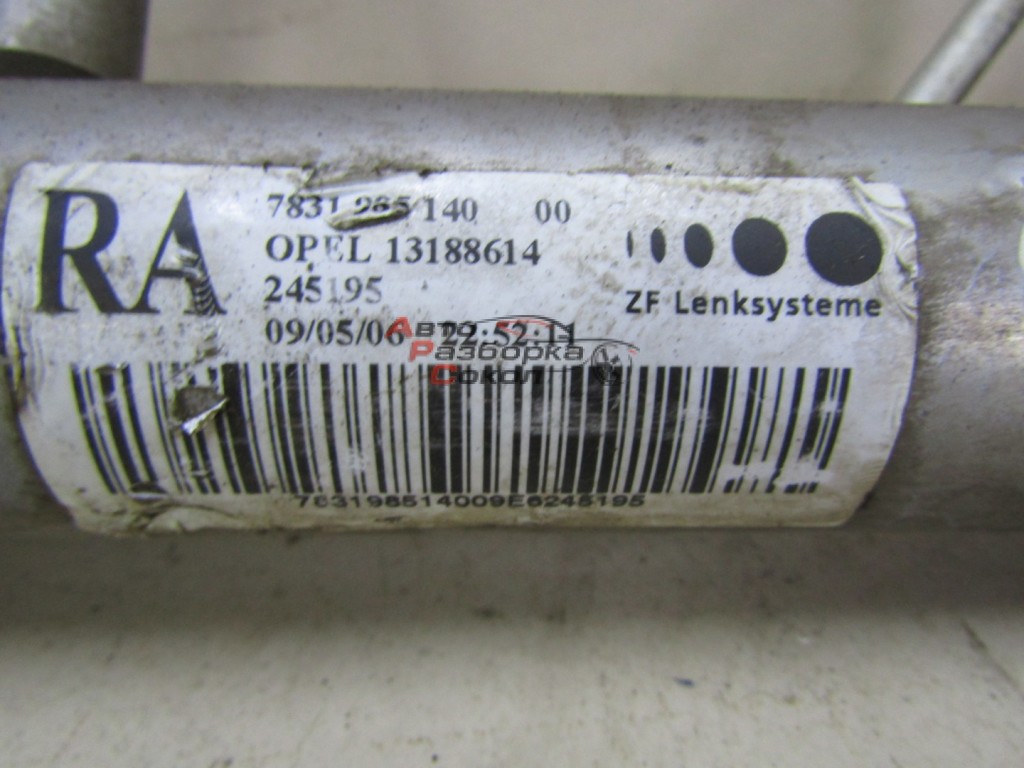 RA
7831 985 140 00
OPEL 13188614
245195
09/05/06 22:52:11
ZF Lenksysteme
Авто
Разборка
Сокол
783198514009E6245195